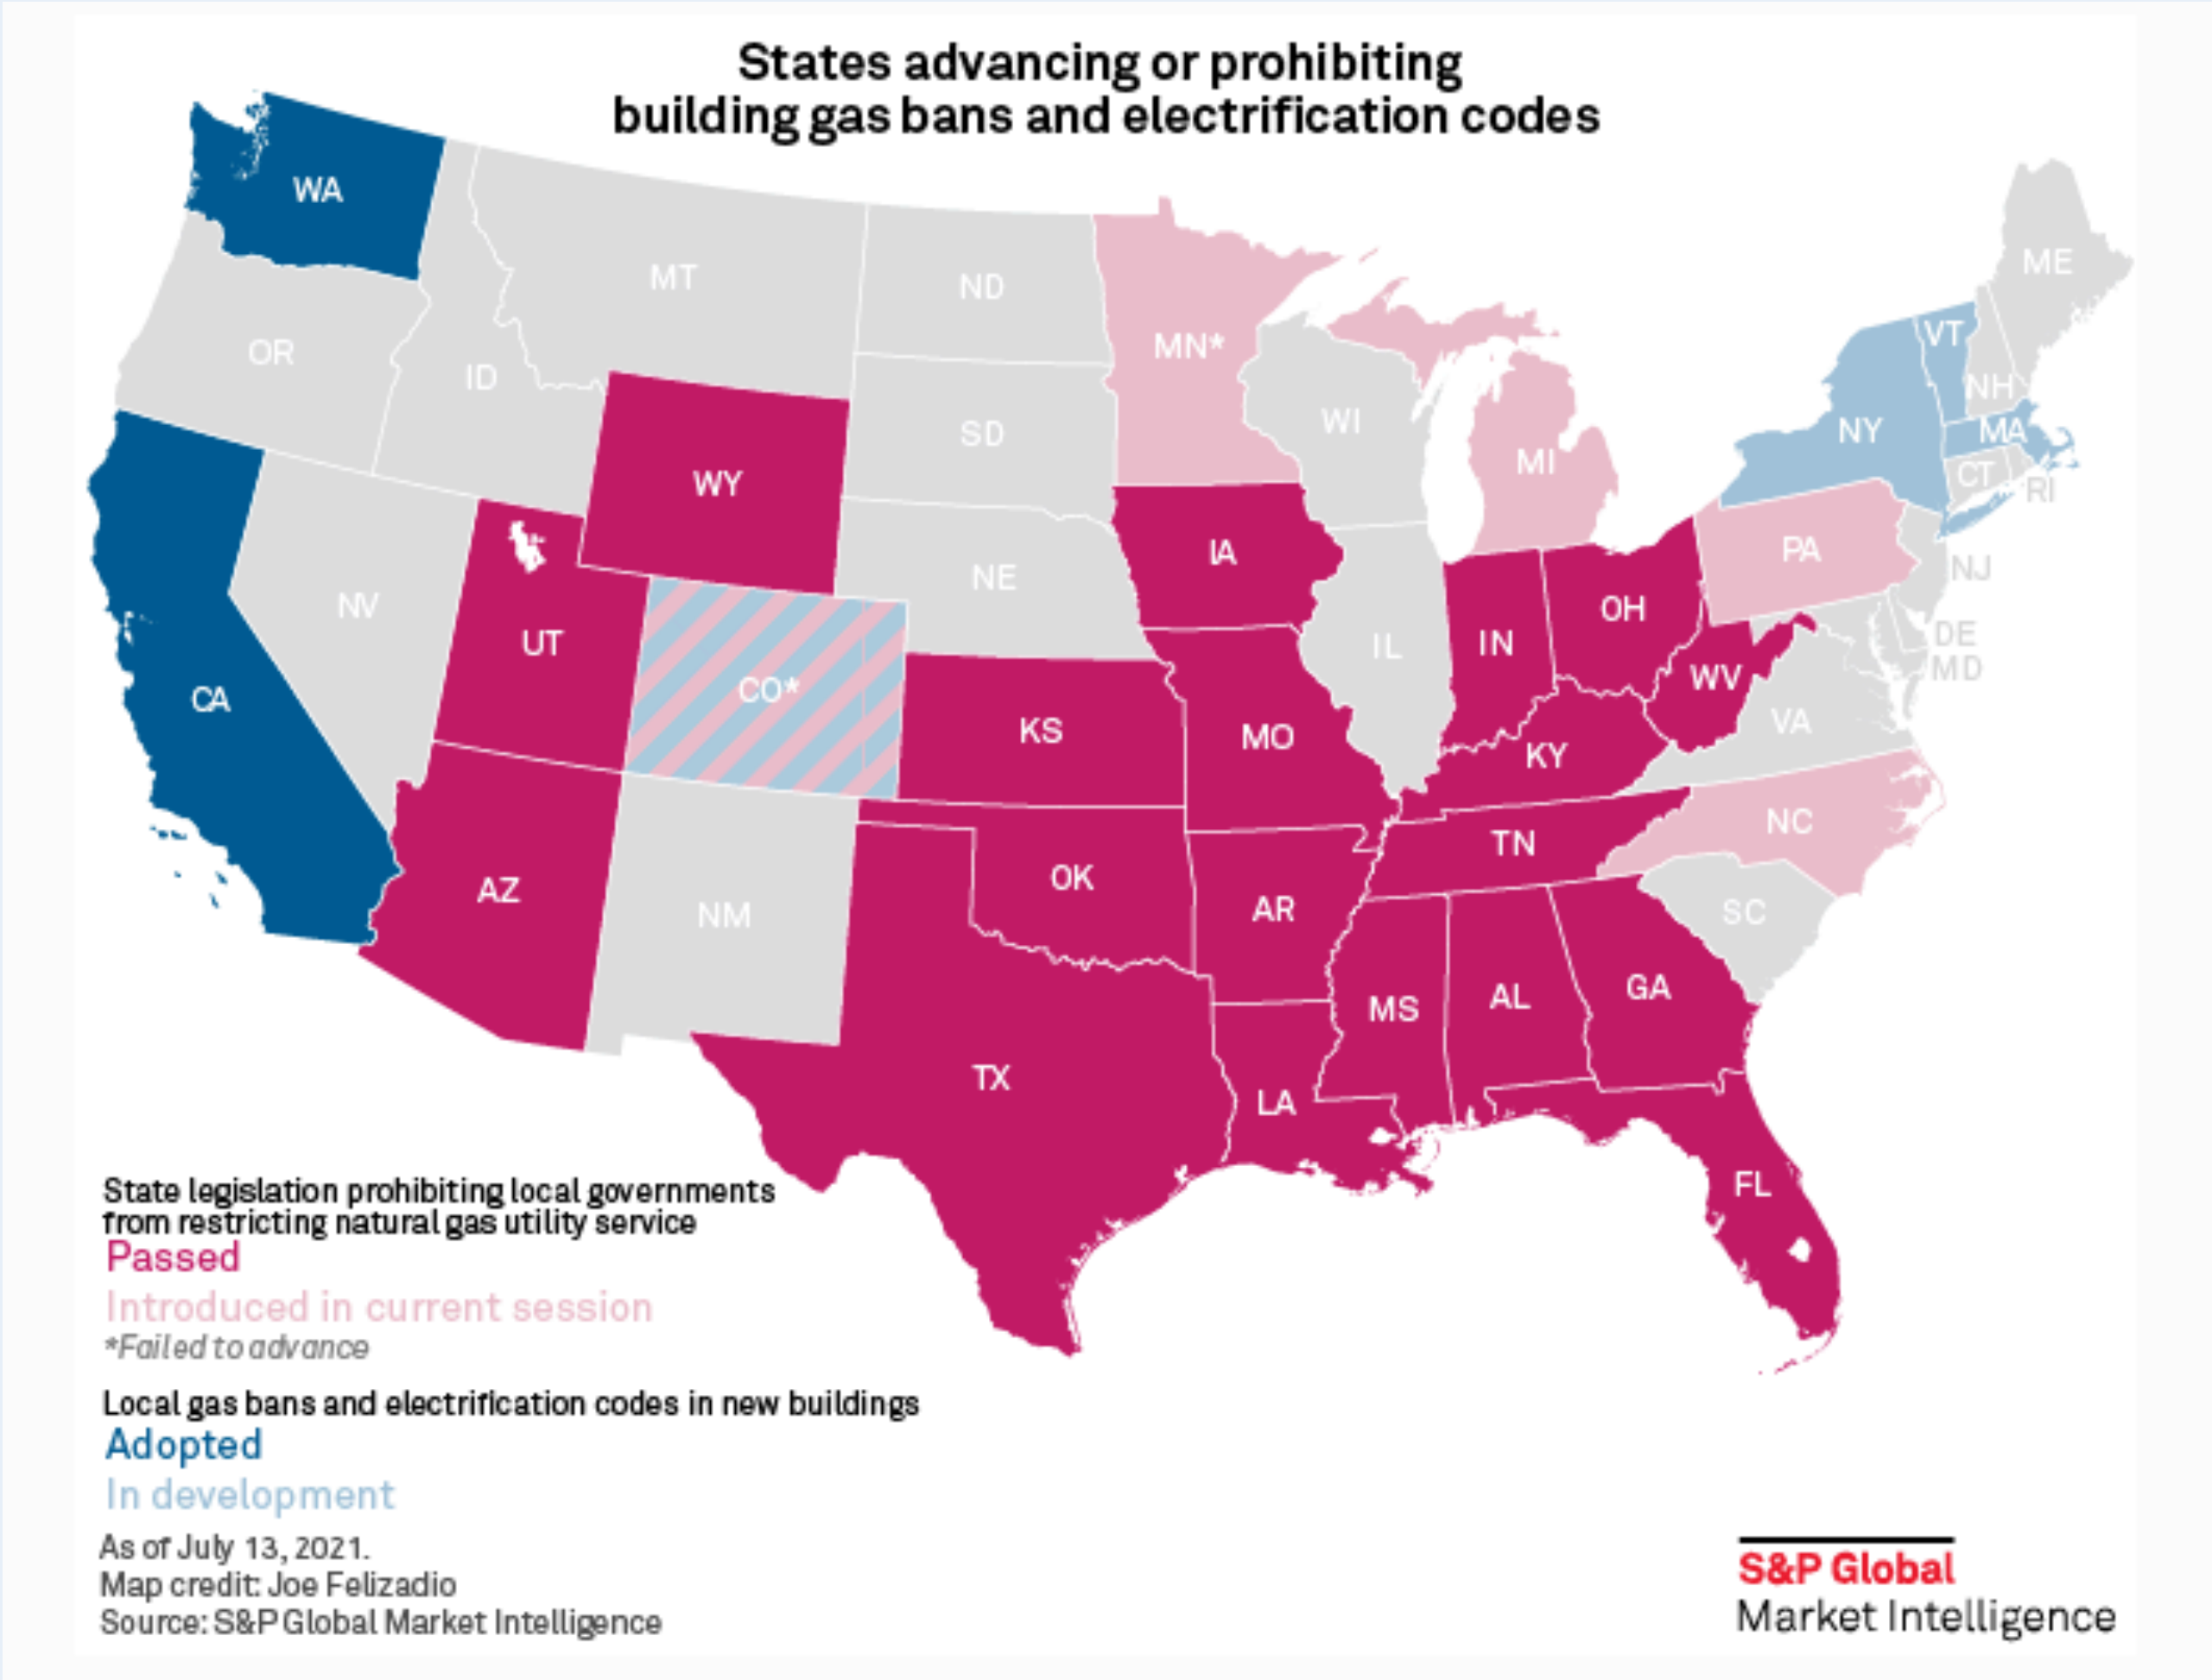 States advancing or prohibiting
building gas bans and electrification codes
WA
MT
ND
MN*
ME
OR
ID
SD
WI
MI
VT
NH
NY
MA
CT
RI
WY
NE
IA
PA
NJ
NV
UT
CO*
IL
IN
OH
DE
MD
WV
VA
CA
KS
MO
KY
NC
TN
AZ
NM
OK
AR
SC
MS
AL
GA
TX
LA
FL
State legislation prohibiting local governments
from restricting natural gas utility service
Passed
Introduced in current session
*Failed to advance
Local gas bans and electrification codes in new buildings
Adopted
In development
As of July 13, 2021.
Map credit: Joe Felizadio
Source: S&P Global Market Intelligence
S&P Global
Market Intelligence